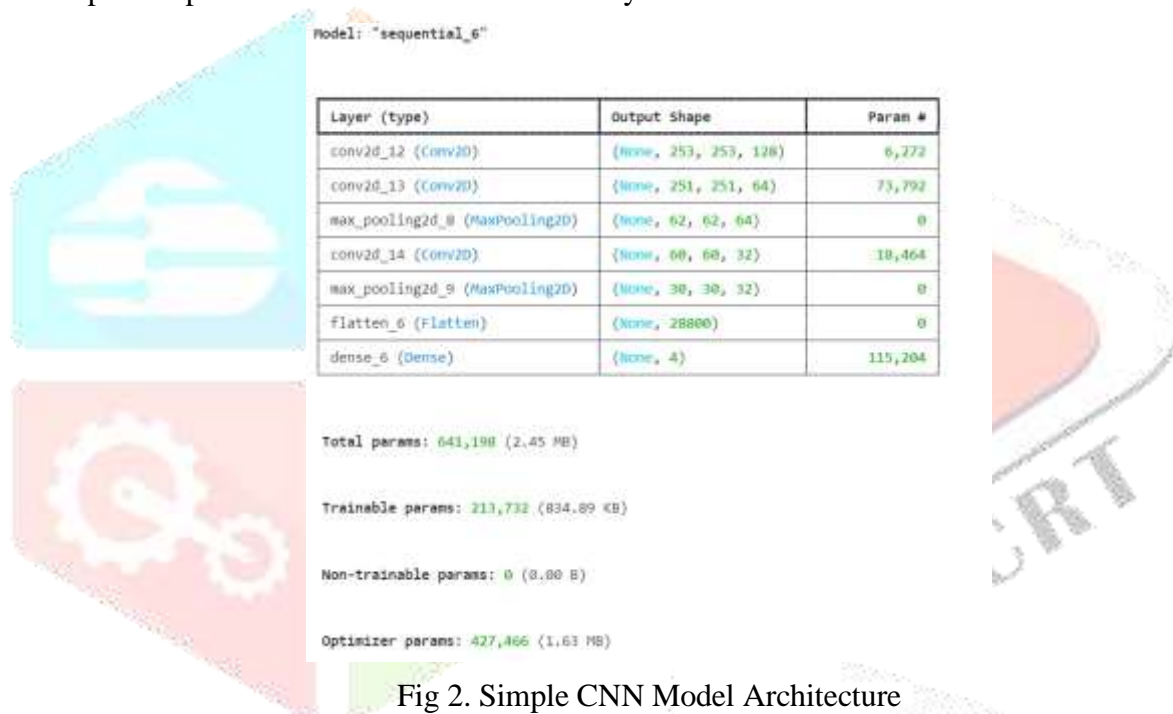 Model: "sequential_6"
Layer (type) Output Shape Param #
conv2d_12 (Conv2D) (None, 253, 253, 128) 6,272
conv2d_13 (Conv2D) (None, 251, 251, 64) 73,792
max_pooling2d_8 (MaxPooling2D) (None, 62, 62, 64) 0
conv2d_14 (Conv2D) (None, 60, 60, 32) 18,464
max_pooling2d_9 (MaxPooling2D) (None, 30, 30, 32) 0
flatten_6 (Flatten) (None, 28800) 0
dense_6 (Dense) (None, 4) 115,204
Total params: 641,198 (2.45 MB)
Trainable params: 213,732 (834.89 KB)
Non-trainable params: 0 (0.00 B)
Optimizer params: 427,466 (1.63 MB)
Fig 2. Simple CNN Model Architecture